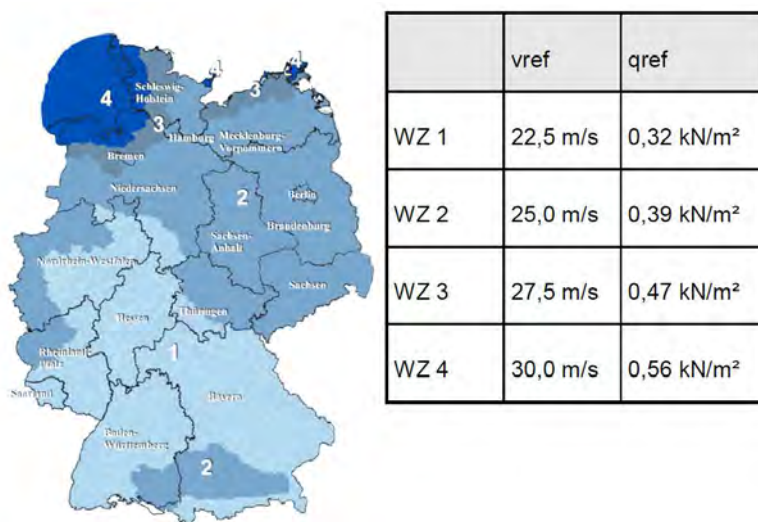 4
4
3
Schleswig-
Holstein
4
3
3
Hamburg
Mecklenburg-
Vorpommern
Bremen
Niedersachsen
2
Berlin
Brandenburg
Sachsen-
Anhalt
Nordrhein-Westfalen
Sachsen
Thüringen
Hessen
1
Rheinland-
pfalz
Saarland
Bayern
Baden-
Württemberg
2
vref qref
WZ 1 22,5 m/s 0,32 kN/m²
WZ 2 25,0 m/s 0,39 kN/m²
WZ 3 27,5 m/s 0,47 kN/m²
WZ 4 30,0 m/s 0,56 kN/m²